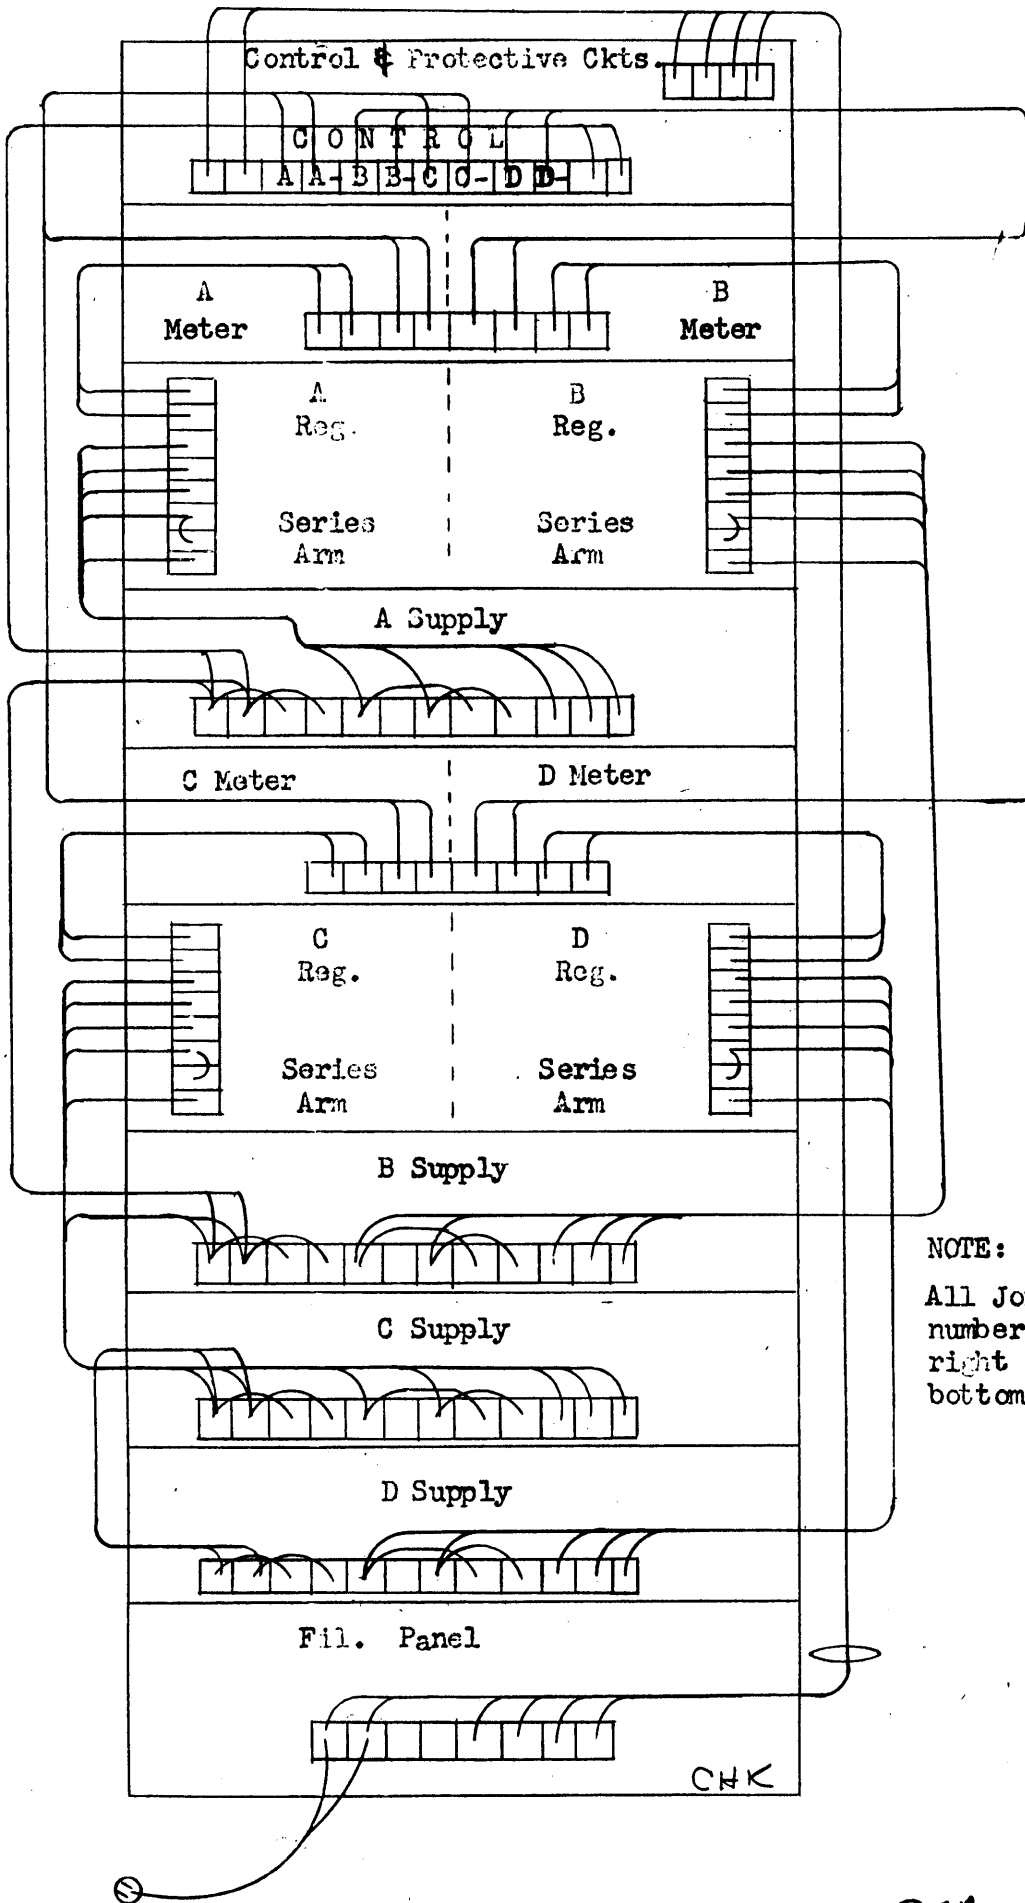 Control & Protective Ckts.
CONTROL
A A- B B- C C- D D-
A
Meter
B
Meter
A
Reg.
B
Reg.
Series
Arm
Series
Arm
A Supply
C Meter
D Meter
C
Reg.
D
Reg.
Series
Arm
Series
Arm
B Supply
NOTE:
All Jo
number
right
bottom
C Supply
D Supply
Fil. Panel
CHK